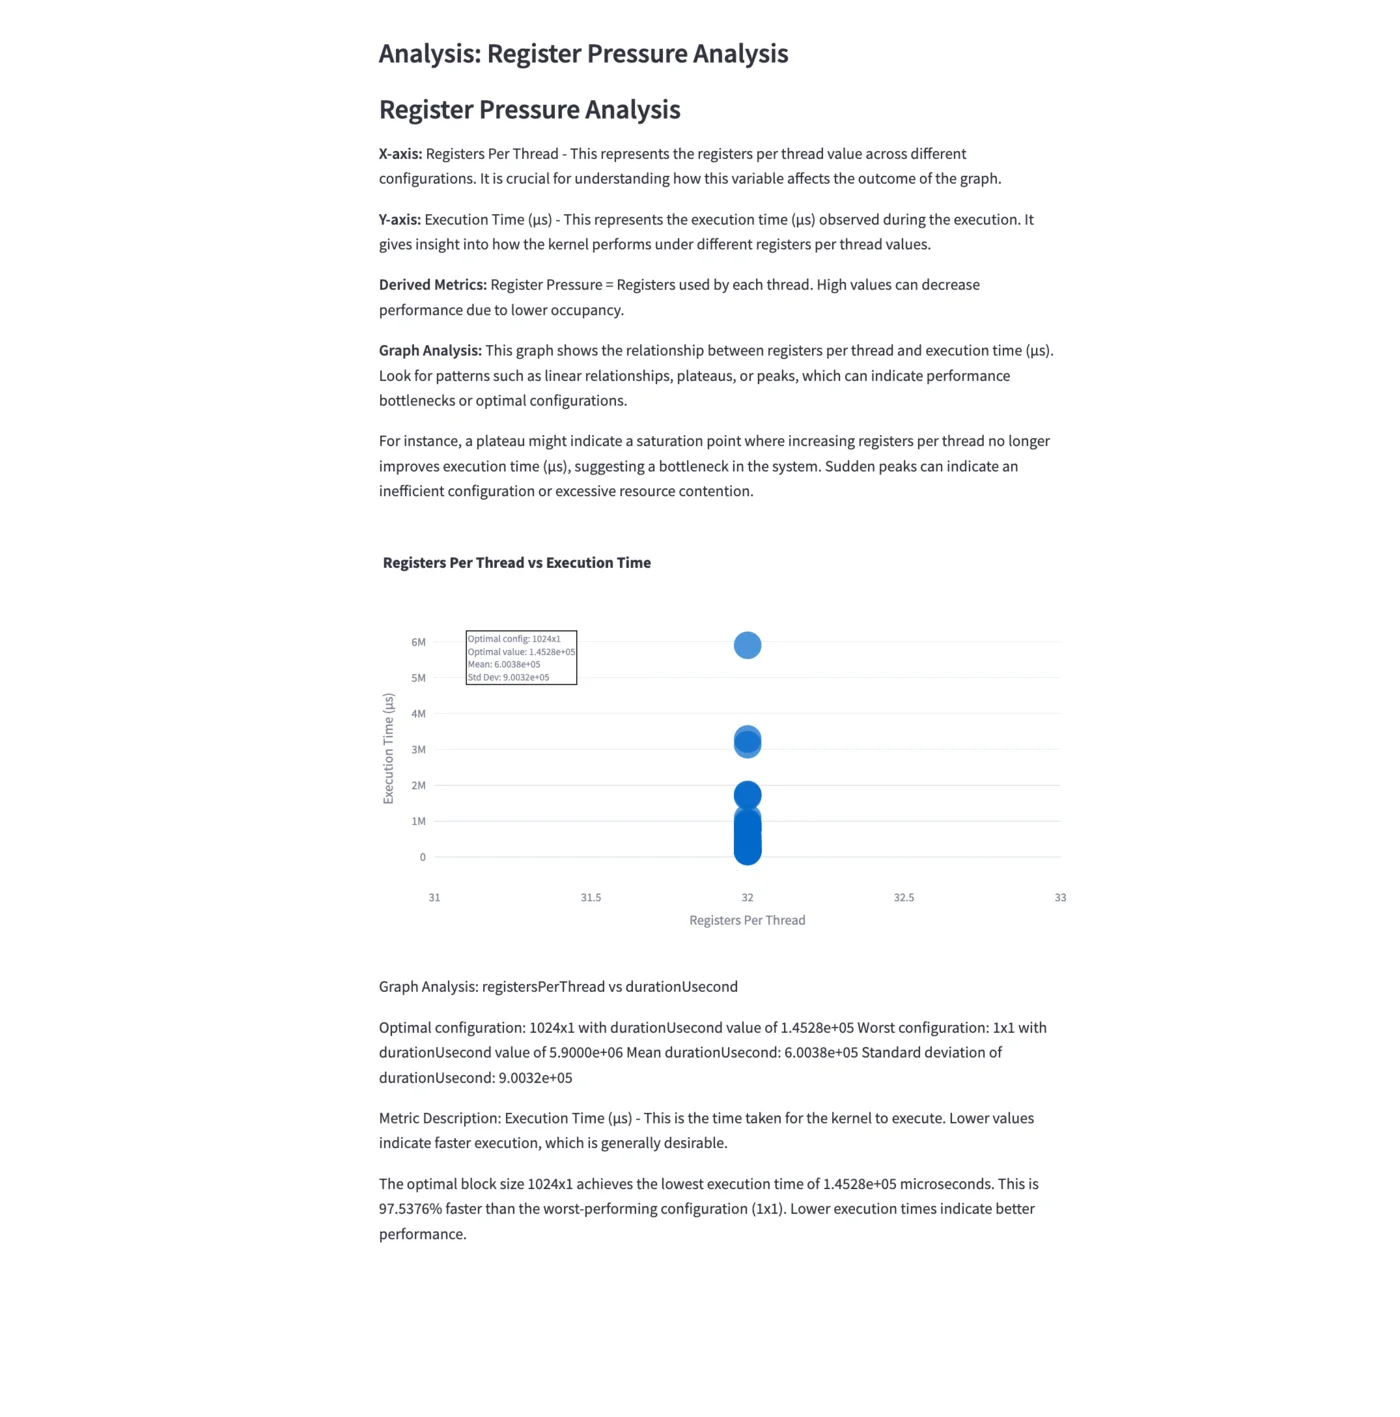 Analysis: Register Pressure Analysis
Register Pressure Analysis
X-axis: Registers Per Thread - This represents the registers per thread value across different
configurations. It is crucial for understanding how this variable affects the outcome of the graph.
Y-axis: Execution Time (µs) - This represents the execution time (µs) observed during the execution. It
gives insight into how the kernel performs under different registers per thread values.
Derived Metrics: Register Pressure = Registers used by each thread. High values can decrease
performance due to lower occupancy.
Graph Analysis: This graph shows the relationship between registers per thread and execution time (µs).
Look for patterns such as linear relationships, plateaus, or peaks, which can indicate performance
bottlenecks or optimal configurations.
For instance, a plateau might indicate a saturation point where increasing registers per thread no longer
improves execution time (µs), suggesting a bottleneck in the system. Sudden peaks can indicate an
inefficient configuration or excessive resource contention.
Registers Per Thread vs Execution Time
Optimal config: 1024x1
Optimal value: 1.4528e+05
Mean: 6.0038e+05
Std Dev: 9.0032e+05
6M
5M
4M
3M
2M
1M
0
Execution Time (µs)
31
31.5
32
32.5
33
Registers Per Thread
Graph Analysis: registersPerThread vs durationUsecond
Optimal configuration: 1024x1 with durationUsecond value of 1.4528e+05 Worst configuration: 1x1 with
durationUsecond value of 5.9000e+06 Mean durationUsecond: 6.0038e+05 Standard deviation of
durationUsecond: 9.0032e+05
Metric Description: Execution Time (µs) - This is the time taken for the kernel to execute. Lower values
indicate faster execution, which is generally desirable.
The optimal block size 1024x1 achieves the lowest execution time of 1.4528e+05 microseconds. This is
97.5376% faster than the worst-performing configuration (1x1). Lower execution times indicate better
performance.